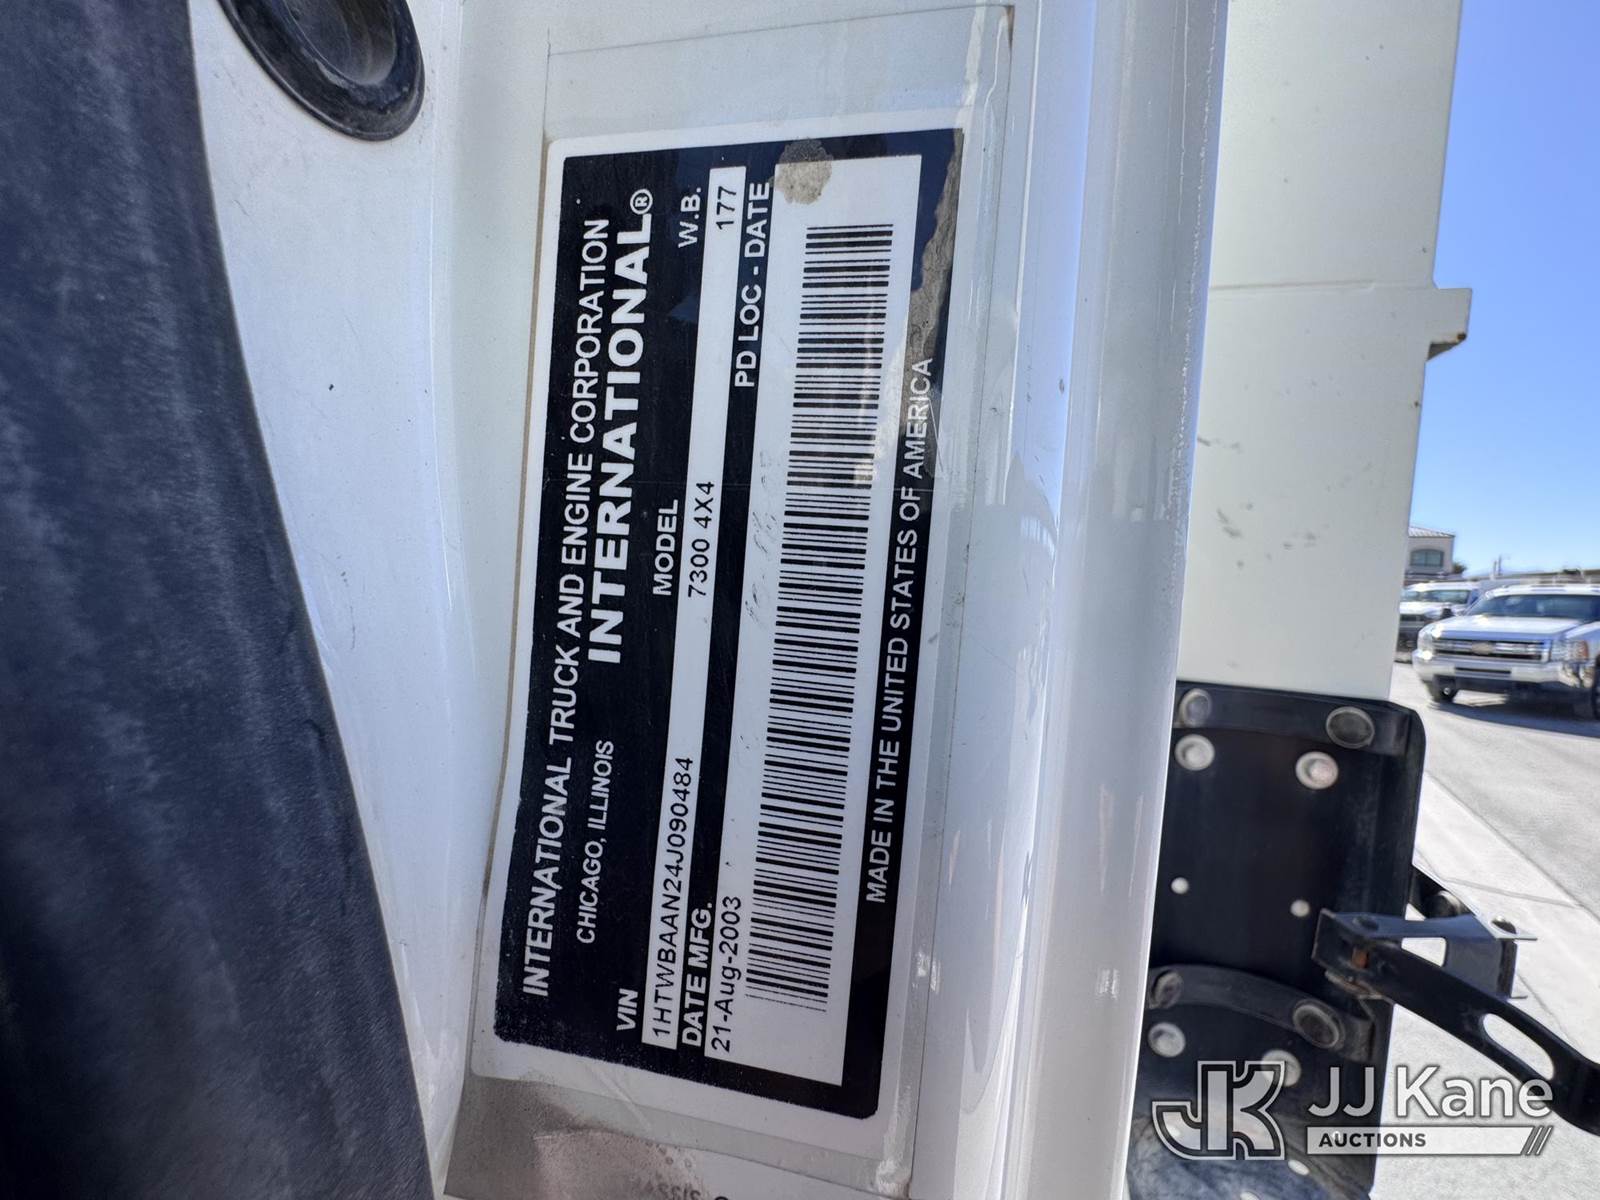 INTERNATIONAL TRUCK AND ENGINE CORPORATION
CHICAGO, ILLINOIS
INTERNATIONAL®
VIN MODEL W.B.
1HTWBAAN24J090484 7300 4X4 177
DATE MFG. PD LOC - DATE
21-Aug-2003
MADE IN THE UNITED STATES OF AMERICA
JK JJ Kane
AUCTIONS